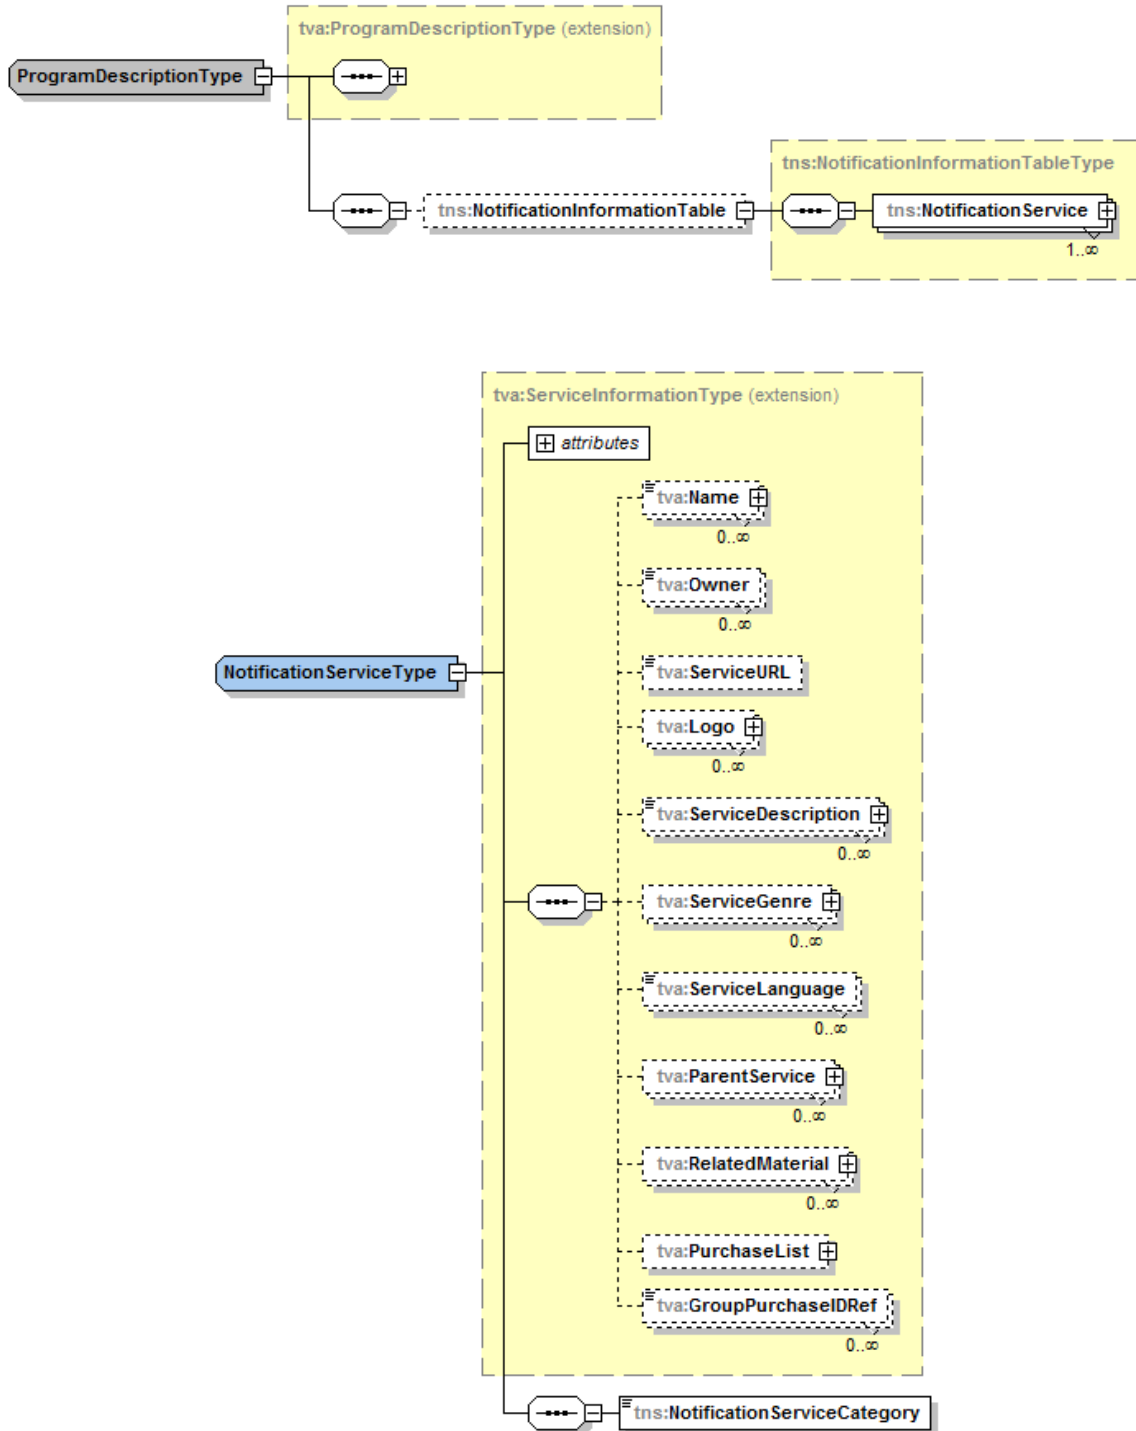 tva:ProgramDescriptionType (extension)
ProgramDescriptionType
tns:NotificationInformationTableType
tns:NotificationInformationTable
tns:NotificationService
1..∞
tva:ServiceInformationType (extension)
attributes
tva:Name
0..∞
tva:Owner
0..∞
NotificationServiceType
tva:ServiceURL
tva:Logo
0..∞
tva:ServiceDescription
0..∞
tva:ServiceGenre
0..∞
tva:ServiceLanguage
0..∞
tva:ParentService
0..∞
tva:RelatedMaterial
0..∞
tva:PurchaseList
tva:GroupPurchaseIDRef
0..∞
tns:NotificationServiceCategory